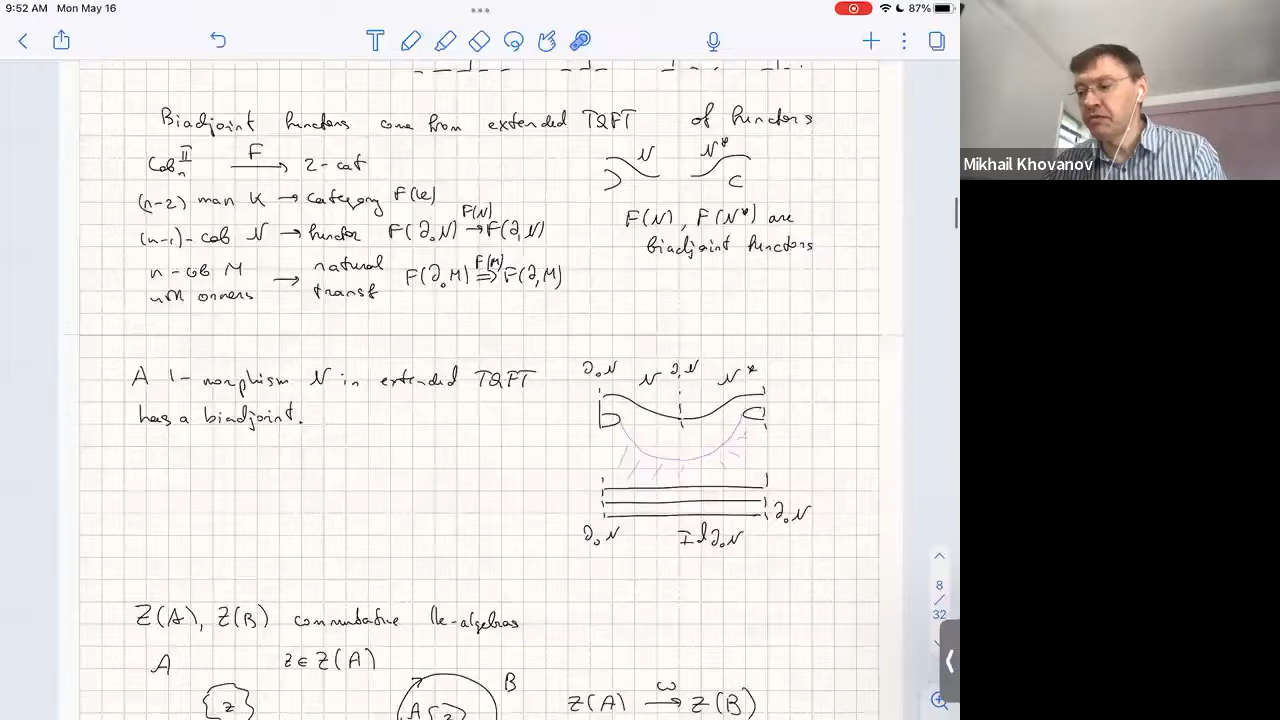 9:52 AM Mon May 16
87%
Biadjoint functors come from extended TQFT of functors
Cob_n^II F → 2-cat
(n-2) man K → category F(K)
(n-1)-cob N → functor F(∂₀N) F(N) → F(∂₁N)
n-cob M with corners → natural transf F(∂₀M) F(M) ⇒ F(∂₁M)
N N*
F(N), F(N*) are
biadjoint functors
A 1-morphism N in extended TQFT
has a biadjoint.
∂₀N N ∂₁N N*
∂₀N
∂₀N Id ∂₀N
Z(A), Z(B) commutative k-algebras
A z∈Z(A)
z A z B
Z(A) ω → Z(B)
8
/
32
Mikhail Khovanov